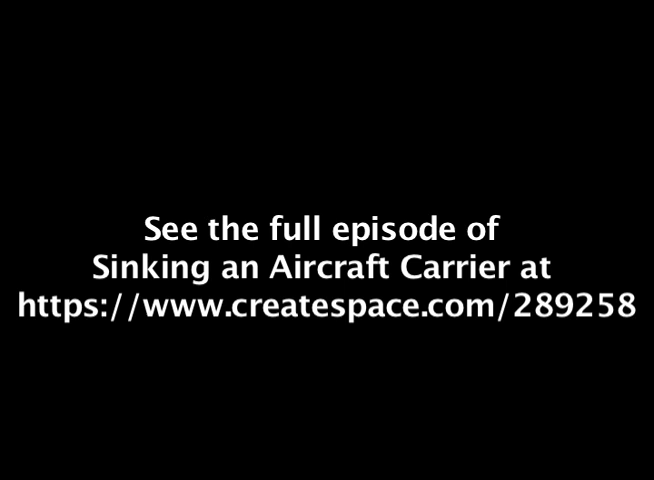 See the full episode of
Sinking an Aircraft Carrier at
https://www.createspace.com/289258